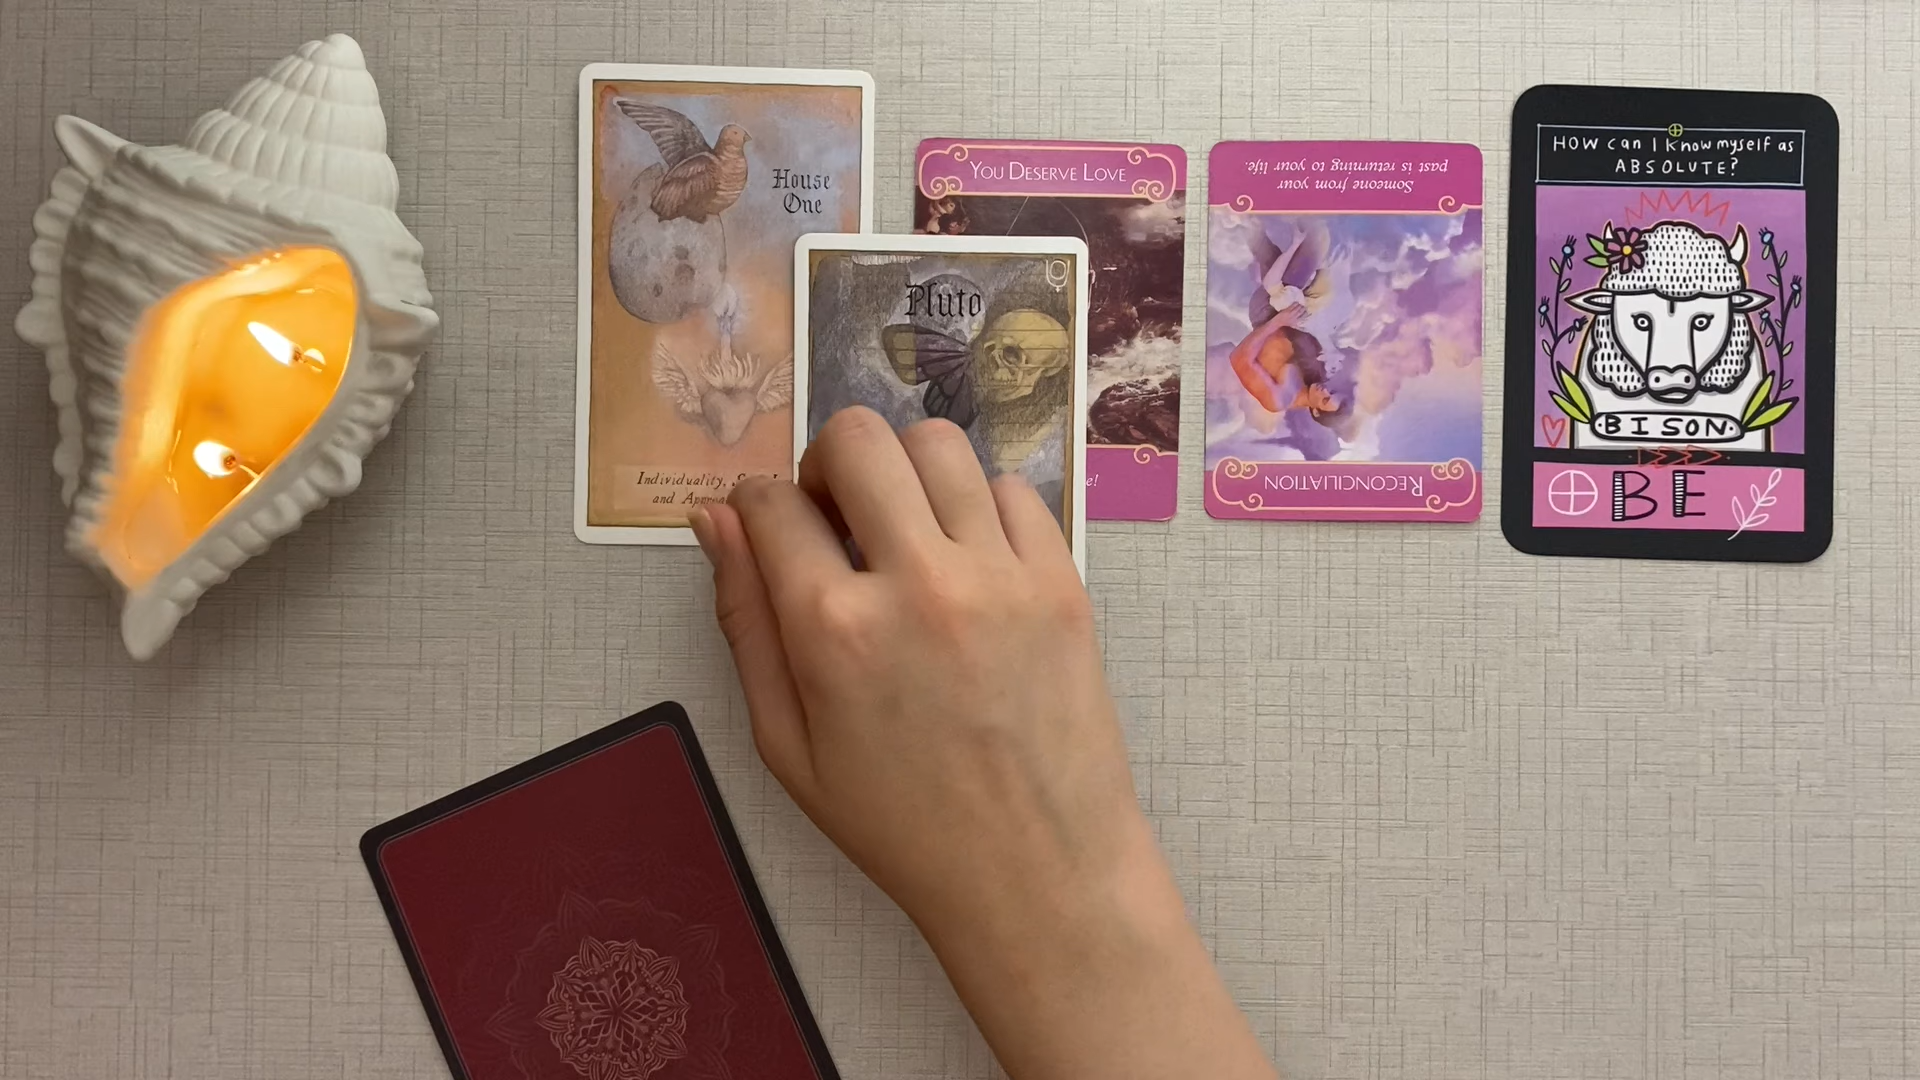 House
One
Individuality,
and
Pluto
YOU DESERVE LOVE
e!
Someone from your
past is returning to your life.
RECONCILIATION
HOW CAN I KNOW myself as
ABSOLUTE?
BISON
BE